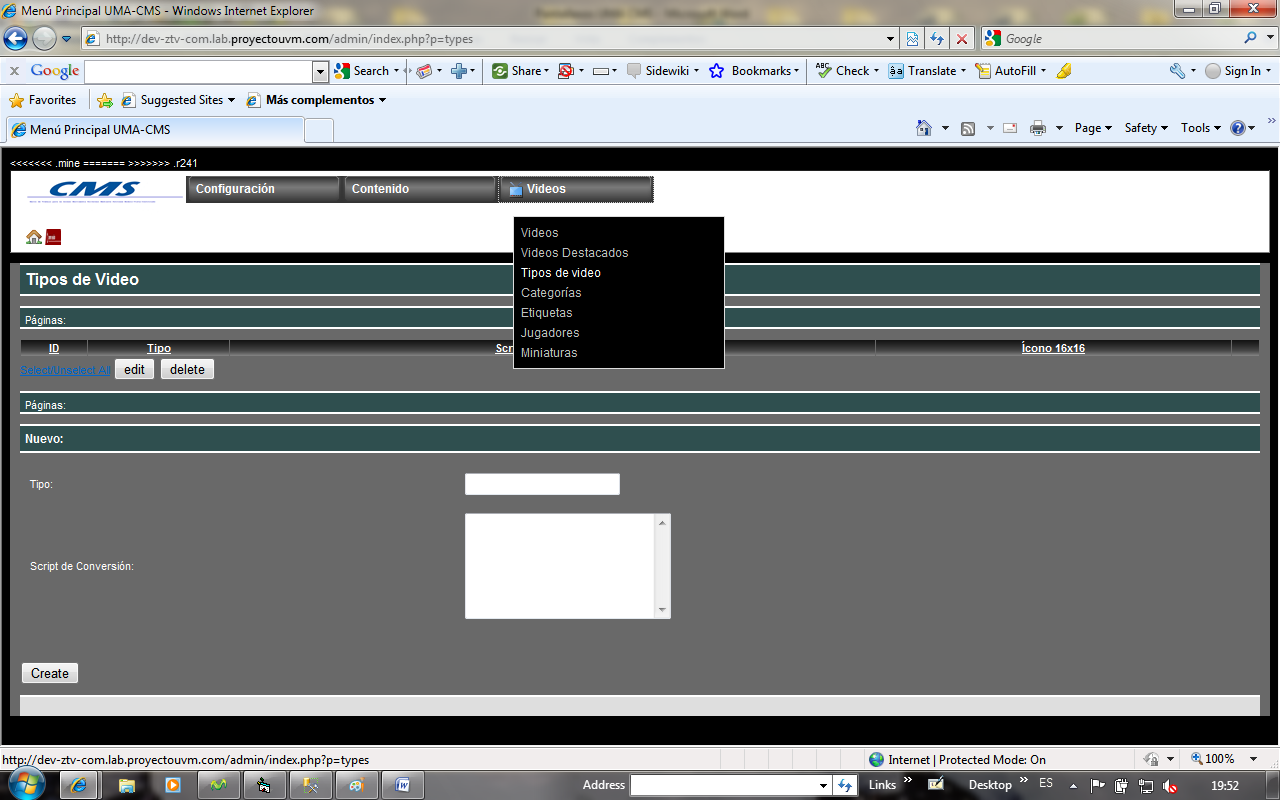 Menú Principal UMA-CMS - Windows Internet Explorer
http://dev-ztv-com.lab.proyectouvm.com/admin/index.php?p=types
Google
x Google Search Share Sidewiki Bookmarks Check Translate AutoFill Sign In
Favorites Suggested Sites Más complementos
Menú Principal UMA-CMS Page Safety Tools
<<<<<<< .mine ======= >>>>>>> .r241
CMS Configuración Contenido Videos
Videos
Videos Destacados
Tipos de video
Categorías
Etiquetas
Jugadores
Miniaturas
Tipos de Video
Páginas:
ID Tipo Scr Ícono 16x16
Select/Unselect All edit delete
Páginas:
Nuevo:
Tipo:
Script de Conversión:
Create
http://dev-ztv-com.lab.proyectouvm.com/admin/index.php?p=types Internet | Protected Mode: On 100%
Address Links Desktop ES 19:52